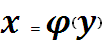 x = φ(y)